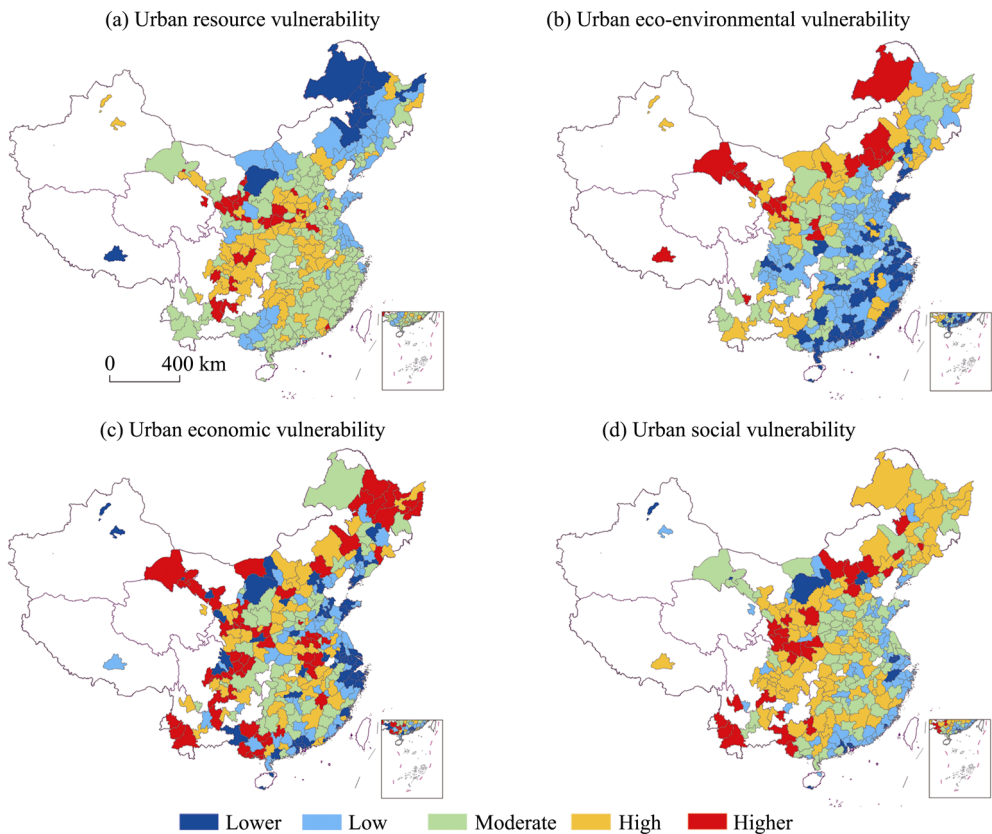 (a) Urban resource vulnerability
(b) Urban eco-environmental vulnerability
0 400 km
(c) Urban economic vulnerability
(d) Urban social vulnerability
Lower Low Moderate High Higher